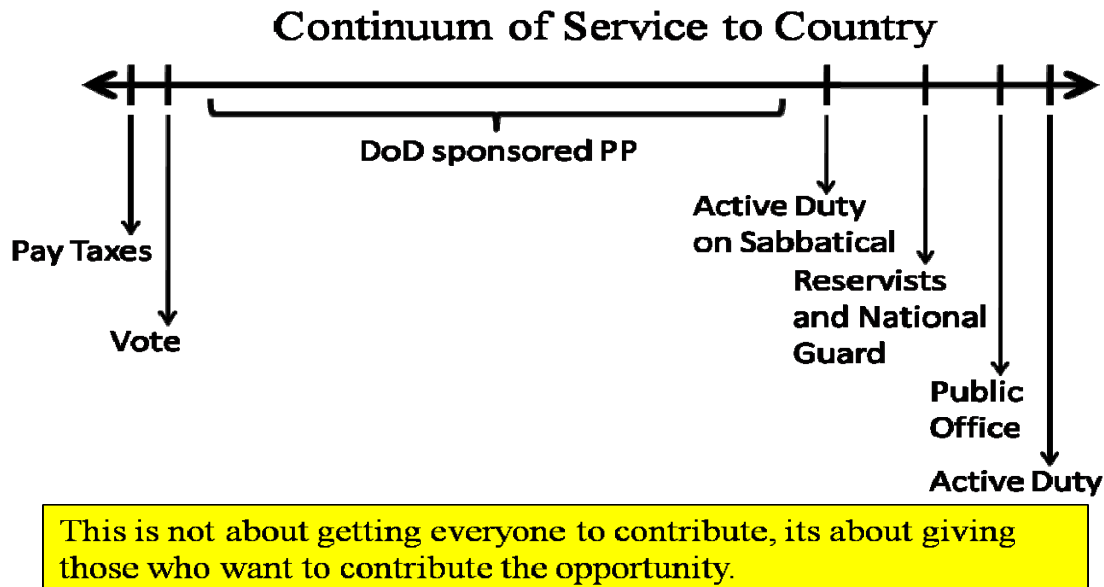 Continuum of Service to Country
DoD sponsored PP
Pay Taxes
Vote
Active Duty
on Sabbatical
Reservists
and National
Guard
Public
Office
Active Duty
This is not about getting everyone to contribute, its about giving
those who want to contribute the opportunity.